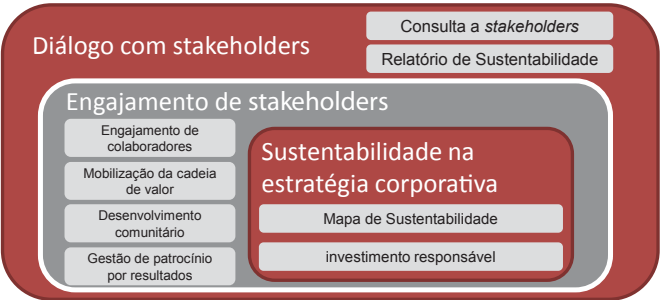 Diálogo com stakeholders
Consulta a stakeholders
Relatório de Sustentabilidade
Engajamento de stakeholders
Engajamento de
colaboradores
Mobilização da cadeia
de valor
Desenvolvimento
comunitário
Gestão de patrocínio
por resultados
Sustentabilidade na
estratégia corporativa
Mapa de Sustentabilidade
investimento responsável